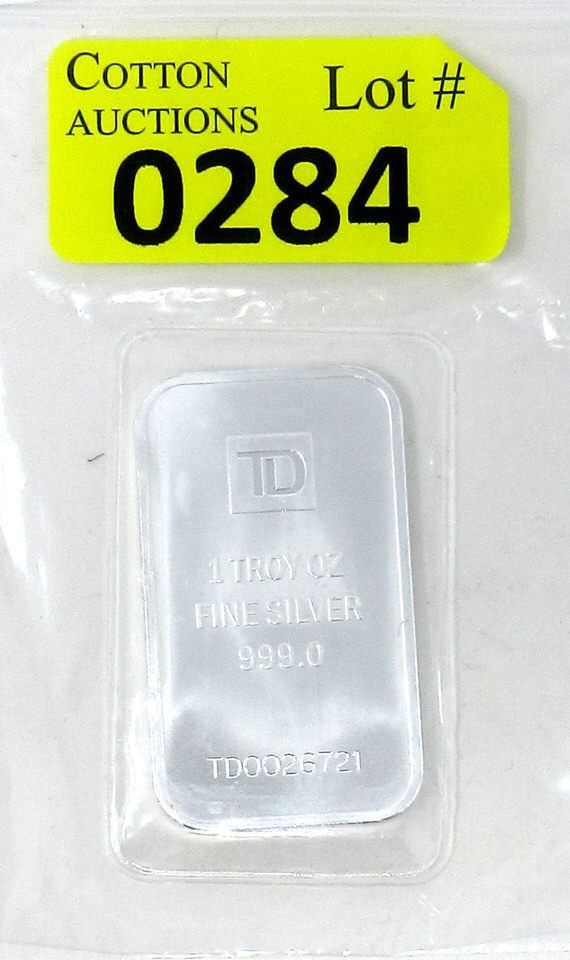 COTTON
AUCTIONS
Lot #
0284
TD
1 TROY OZ
FINE SILVER
999.0
TD0026721